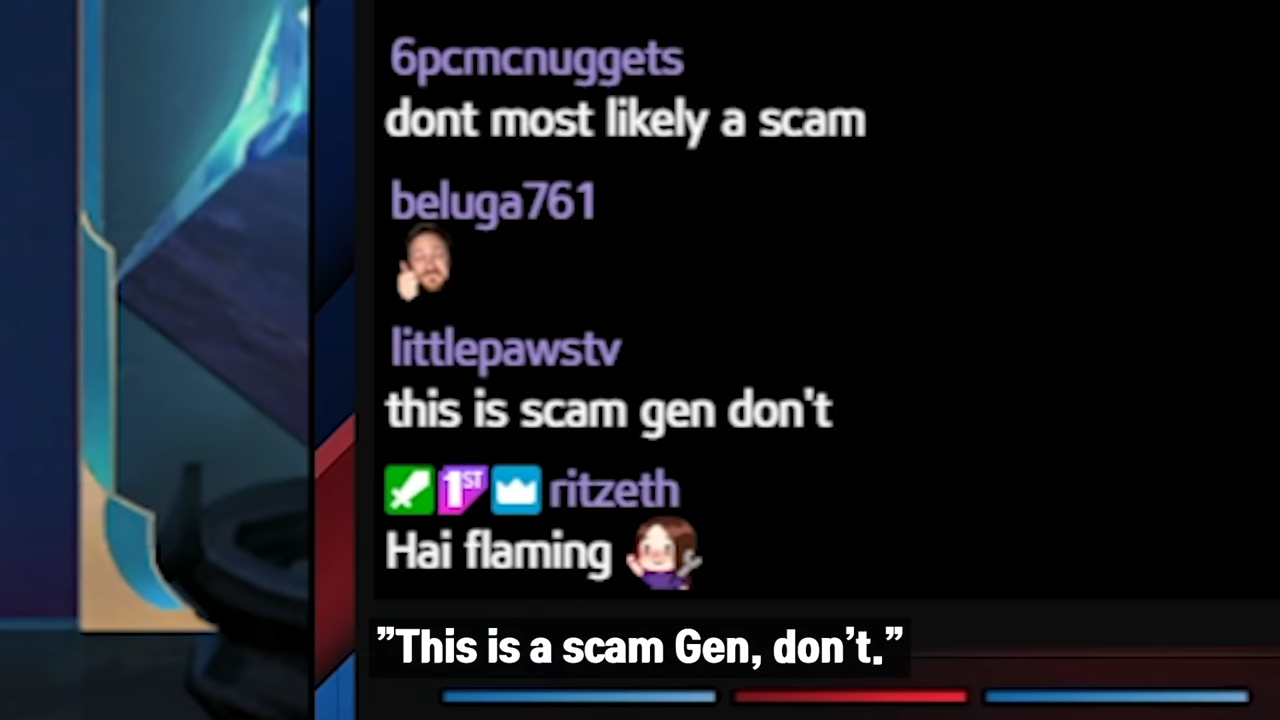 6pcmcnuggets
dont most likely a scam
beluga761
littlepawstv
this is scam gen don't
1ST ritzeth
Hai flaming
”This is a scam Gen, don’t.”